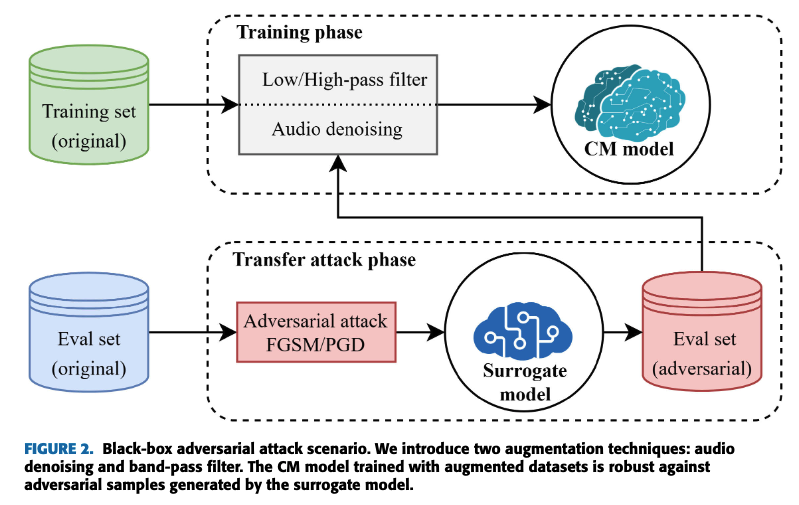 Training phase
Training set
(original)
Low/High-pass filter
Audio denoising
CM model
Transfer attack phase
Eval set
(original)
Adversarial attack
FGSM/PGD
Surrogate
model
Eval set
(adversarial)
FIGURE 2. Black-box adversarial attack scenario. We introduce two augmentation techniques: audio
denoising and band-pass filter. The CM model trained with augmented datasets is robust against
adversarial samples generated by the surrogate model.